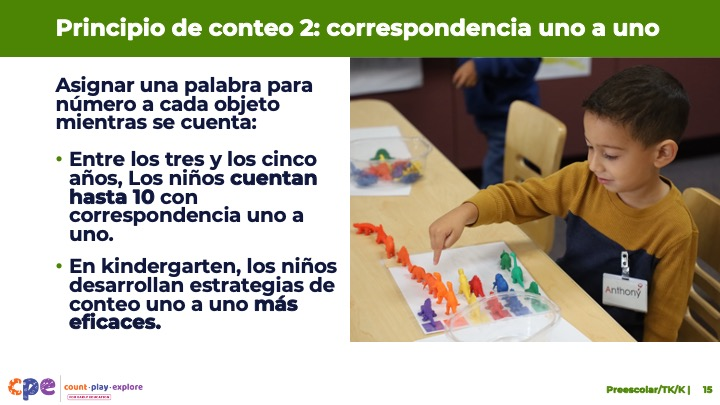 Principio de conteo 2: correspondencia uno a uno
Asignar una palabra para
número a cada objeto
mientras se cuenta:
• Entre los tres y los cinco
años, Los niños cuentan
hasta 10 con
correspondencia uno a
uno.
• En kindergarten, los niños
desarrollan estrategias de
conteo uno a uno más
eficaces.
Anthony
cpe
count·play·explore
Preescolar/TK/K | 15